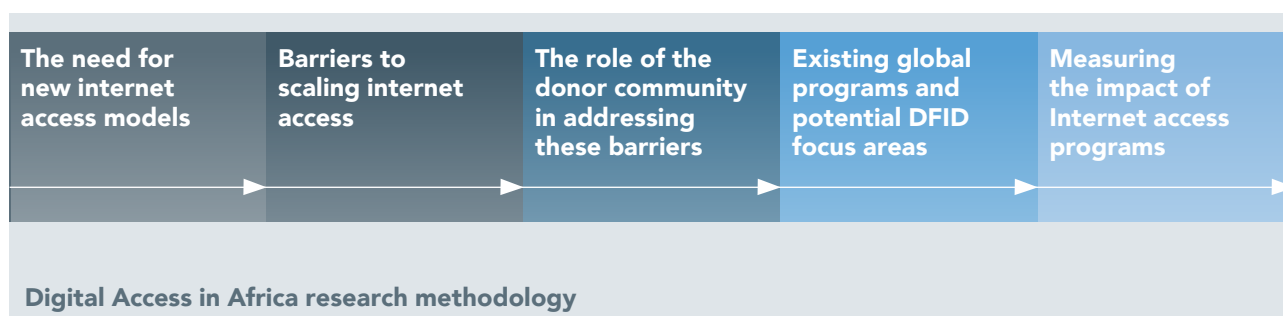 The need for
new internet
access models
Barriers to
scaling internet
access
The role of the
donor community
in addressing
these barriers
Existing global
programs and
potential DFID
focus areas
Measuring
the impact of
Internet access
programs
Digital Access in Africa research methodology